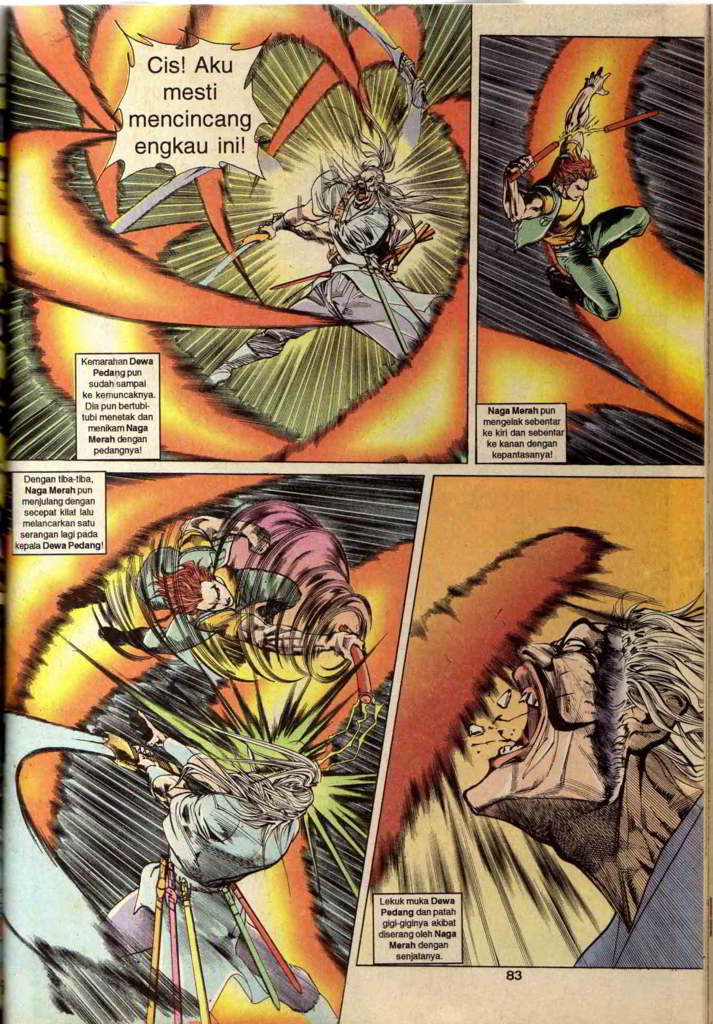 Cis! Aku
mesti
mencincang
engkau ini!
Kemarahan Dewa
Pedang pun
sudah sampai
ke kemuncaknya.
Dia pun bertubi-
tubi menetak dan
menikam Naga
Merah dengan
pedangnya!
Naga Merah pun
mengelak sebentar
ke kiri dan sebentar
ke kanan dengan
kepantasanya!
Dengan tiba-tiba,
Naga Merah pun
menjulang dengan
secepat kilat lalu
melancarkan satu
serangan lagi pada
kepala Dewa Pedang!
Lekuk muka Dewa
Pedang dan patah
gigi-giginya akibat
diserang oleh Naga
Merah dengan
senjatanya.
83